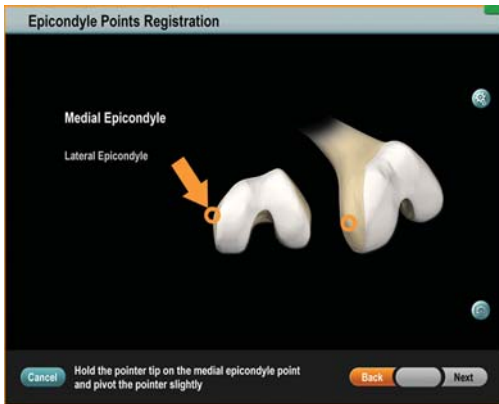 Epicondyle Points Registration
Medial Epicondyle
Lateral Epicondyle
Cancel
Hold the pointer tip on the medial epicondyle point
and pivot the pointer slightly
Back
Next